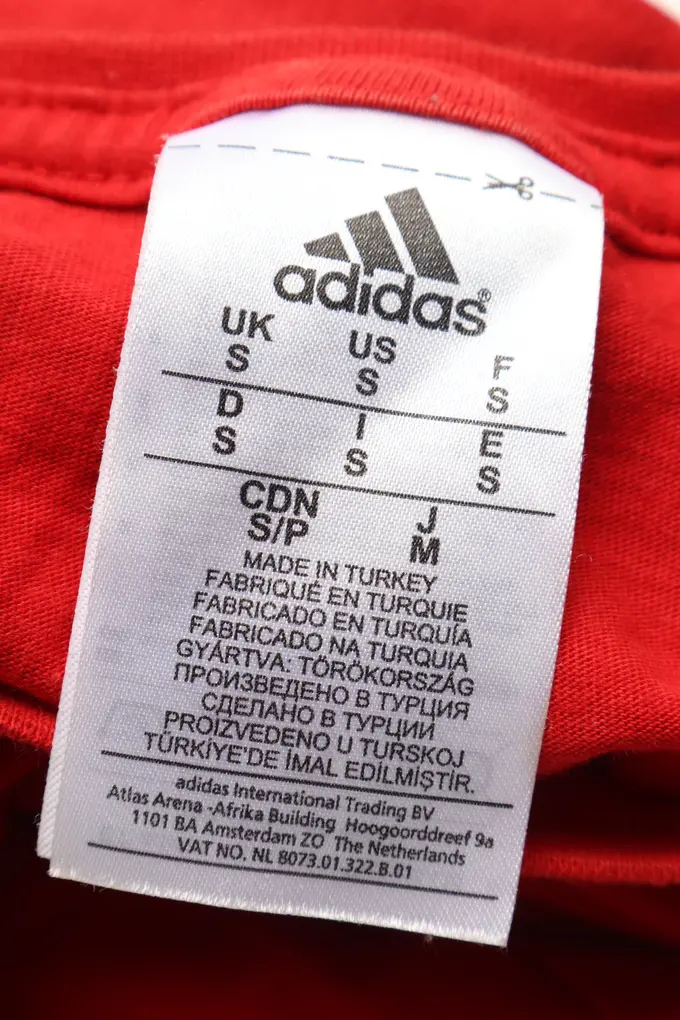 adidas®
UK US F
S S S
D I E
S S S
CDN J
S/P M
MADE IN TURKEY
FABRIQUÉ EN TURQUIE
FABRICADO EN TURQUÍA
FABRICADO NA TURQUIA
GYÁRTVA: TÖRÖKORSZÁG
ПРОИЗВЕДЕНО В ТУРЦИЯ
СДЕЛАНО В ТУРЦИИ
PROIZVEDENO U TURSKOJ
TÜRKİYE'DE İMAL EDİLMİŞTİR.
adidas International Trading BV
Atlas Arena -Afrika Building Hoogoorddreef 9a
1101 BA Amsterdam ZO The Netherlands
VAT NO. NL 8073.01.322.B.01